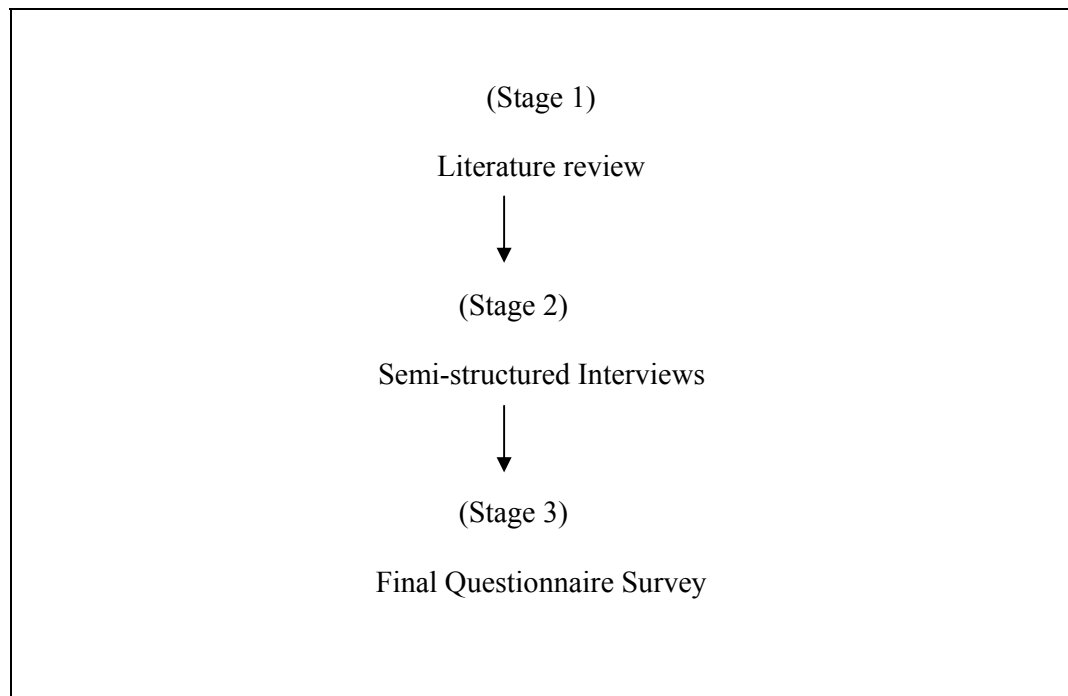 (Stage 1)
Literature review
(Stage 2)
Semi-structured Interviews
(Stage 3)
Final Questionnaire Survey